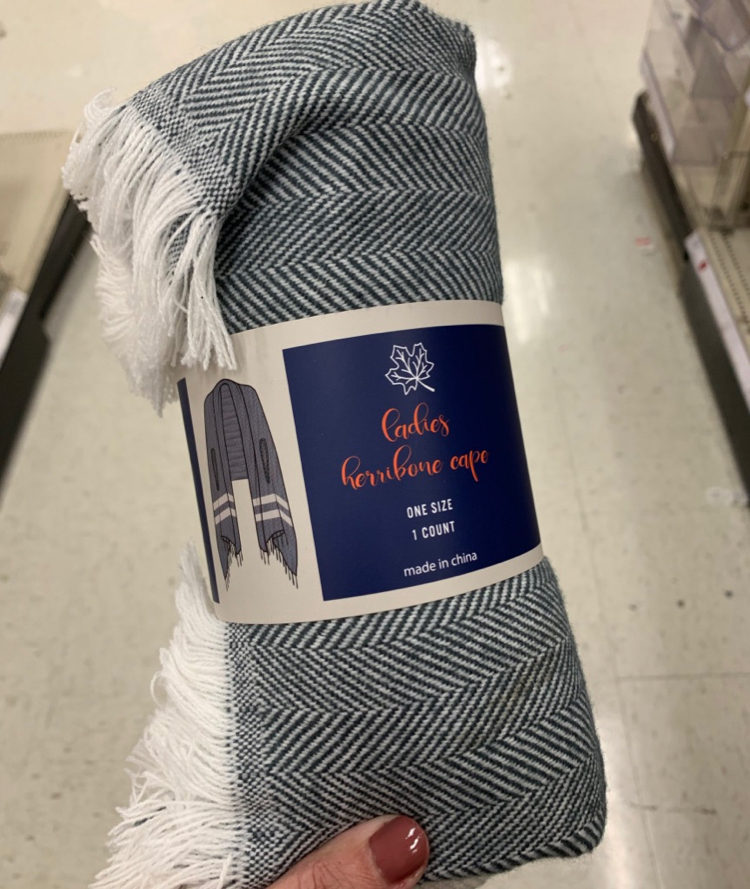 ladies
herribone cape
ONE SIZE
1 COUNT
made in china